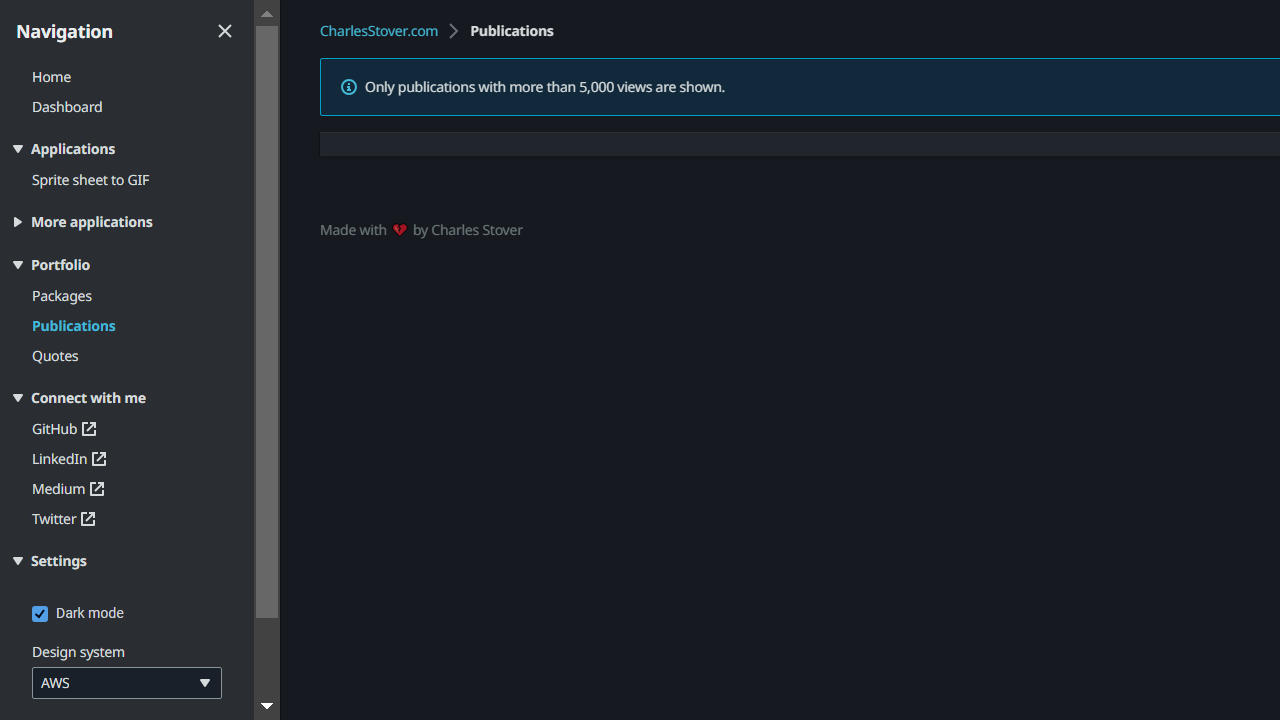 Navigation
Home
Dashboard
Applications
Sprite sheet to GIF
More applications
Portfolio
Packages
Publications
Quotes
Connect with me
GitHub
LinkedIn
Medium
Twitter
Settings
Dark mode
Design system
AWS
CharlesStover.com
Publications
Only publications with more than 5,000 views are shown.
Made with 💔 by Charles Stover